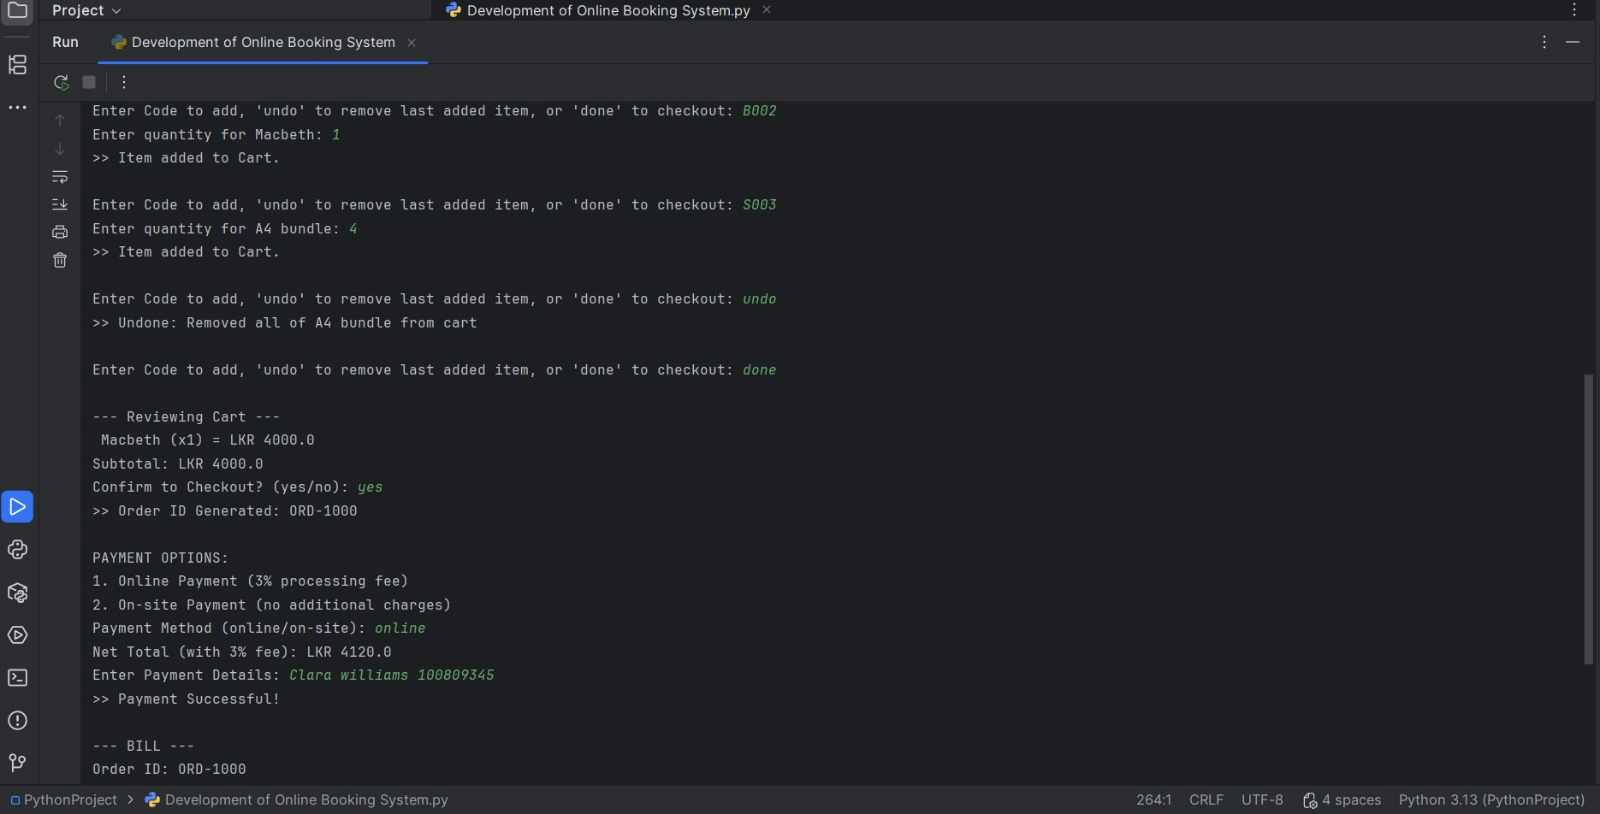 Project
Development of Online Booking System.py
Run
Development of Online Booking System
Enter Code to add, 'undo' to remove last added item, or 'done' to checkout: B002
Enter quantity for Macbeth: 1
>> Item added to Cart.
Enter Code to add, 'undo' to remove last added item, or 'done' to checkout: S003
Enter quantity for A4 bundle: 4
>> Item added to Cart.
Enter Code to add, 'undo' to remove last added item, or 'done' to checkout: undo
>> Undone: Removed all of A4 bundle from cart
Enter Code to add, 'undo' to remove last added item, or 'done' to checkout: done
--- Reviewing Cart ---
Macbeth (x1) = LKR 4000.0
Subtotal: LKR 4000.0
Confirm to Checkout? (yes/no): yes
>> Order ID Generated: ORD-1000
PAYMENT OPTIONS:
1. Online Payment (3% processing fee)
2. On-site Payment (no additional charges)
Payment Method (online/on-site): online
Net Total (with 3% fee): LKR 4120.0
Enter Payment Details: Clara williams 100809345
>> Payment Successful!
--- BILL ---
Order ID: ORD-1000
PythonProject > Development of Online Booking System.py 264:1 CRLF UTF-8 4 spaces Python 3.13 (PythonProject)